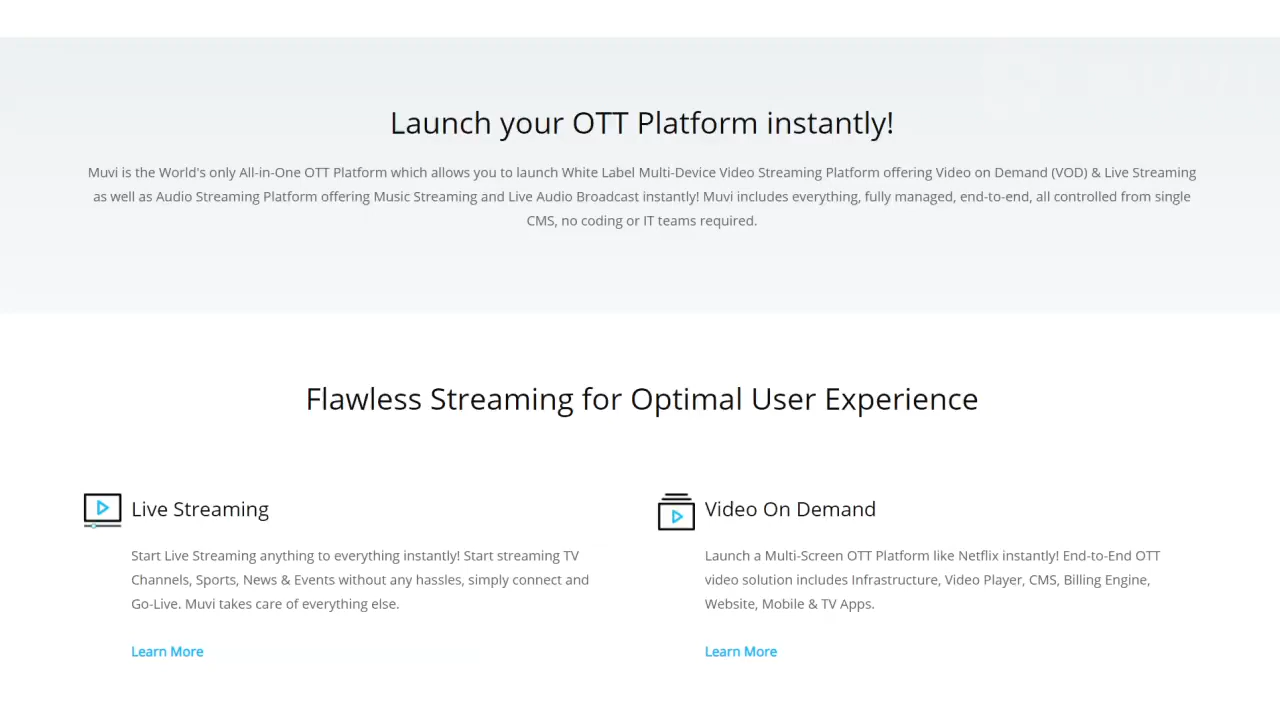 Launch your OTT Platform instantly!
Muvi is the World's only All-in-One OTT Platform which allows you to launch White Label Multi-Device Video Streaming Platform offering Video on Demand (VOD) & Live Streaming
as well as Audio Streaming Platform offering Music Streaming and Live Audio Broadcast instantly! Muvi includes everything, fully managed, end-to-end, all controlled from single
CMS, no coding or IT teams required.
Flawless Streaming for Optimal User Experience
Live Streaming
Start Live Streaming anything to everything instantly! Start streaming TV
Channels, Sports, News & Events without any hassles, simply connect and
Go-Live. Muvi takes care of everything else.
Learn More
Video On Demand
Launch a Multi-Screen OTT Platform like Netflix instantly! End-to-End OTT
video solution includes Infrastructure, Video Player, CMS, Billing Engine,
Website, Mobile & TV Apps.
Learn More